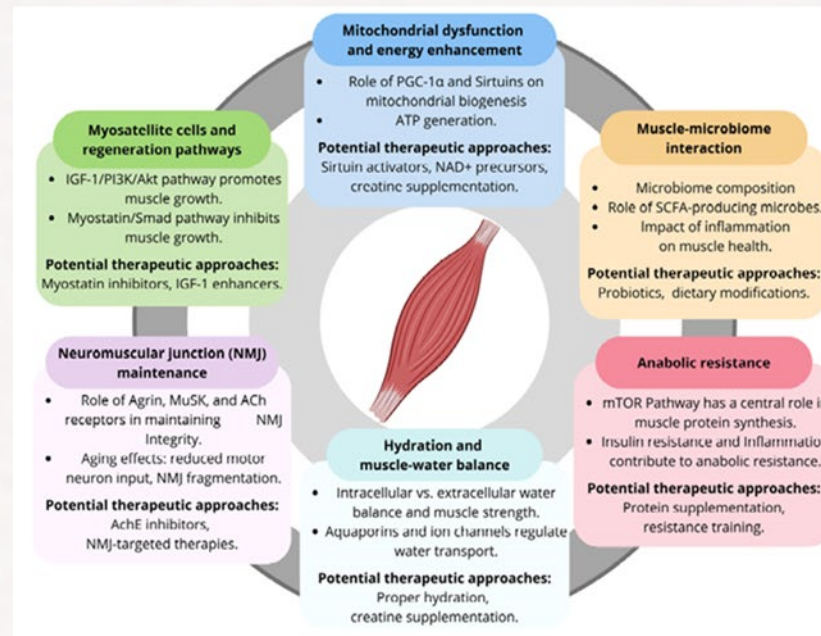 Mitochondrial dysfunction
and energy enhancement
• Role of PGC-1α and Sirtuins on
mitochondrial biogenesis
• ATP generation.
Potential therapeutic approaches:
Sirtuin activators, NAD+ precursors,
creatine supplementation.
Myosatellite cells and
regeneration pathways
• IGF-1/PI3K/Akt pathway promotes
muscle growth.
• Myostatin/Smad pathway inhibits
muscle growth.
Potential therapeutic approaches:
Myostatin inhibitors, IGF-1 enhancers.
Muscle-microbiome
interaction
• Microbiome composition
• Role of SCFA-producing microbes.
• Impact of inflammation
on muscle health.
Potential therapeutic approaches:
Probiotics, dietary modifications.
Neuromuscular junction (NMJ)
maintenance
• Role of Agrin, MuSK, and ACh
receptors in maintaining NMJ
Integrity.
• Aging effects: reduced motor
neuron input, NMJ fragmentation.
Potential therapeutic approaches:
AchE inhibitors,
NMJ-targeted therapies.
Hydration and
muscle-water balance
• Intracellular vs. extracellular water
balance and muscle strength.
• Aquaporins and ion channels regulate
water transport.
Potential therapeutic approaches:
Proper hydration,
creatine supplementation.
Anabolic resistance
• mTOR Pathway has a central role i
muscle protein synthesis.
• Insulin resistance and Inflammatio
contribute to anabolic resistance.
Potential therapeutic approaches:
Protein supplementation,
resistance training.